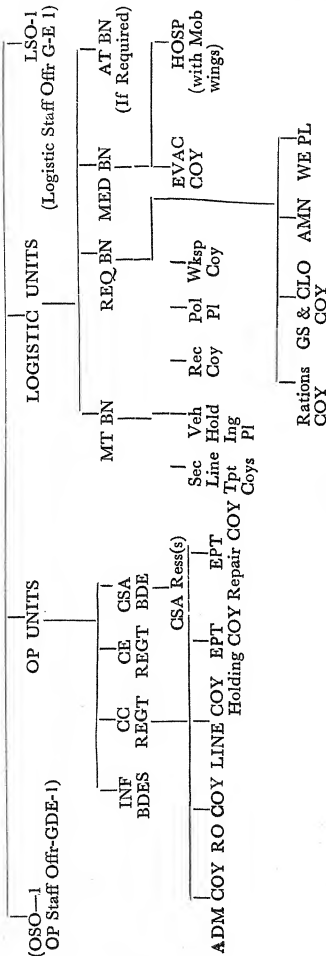 (OSO—1
OP Staff Offr-GDE-1)
OP UNITS
LOGISTIC UNITS
LSO-1
(Logistic Staff Offr G-E 1)
INF
BDES
CC
REGT
CE
REGT
CSA
BDE
MT BN
REQ BN
MED BN
AT BN
(If Required)
CSA Ress(s)
Sec
Line
Tpt
Coys
Veh
Hold
Ing
Pl
Rec
Coy
Pol
Pl
Wksp
Coy
EVAC
COY
HOSP
(with Mob
wings)
ADM COY
RO COY
LINE COY
EPT
Holding COY
EPT
Repair COY
Rations
COY
GS & CLO
COY
AMN
WE PL